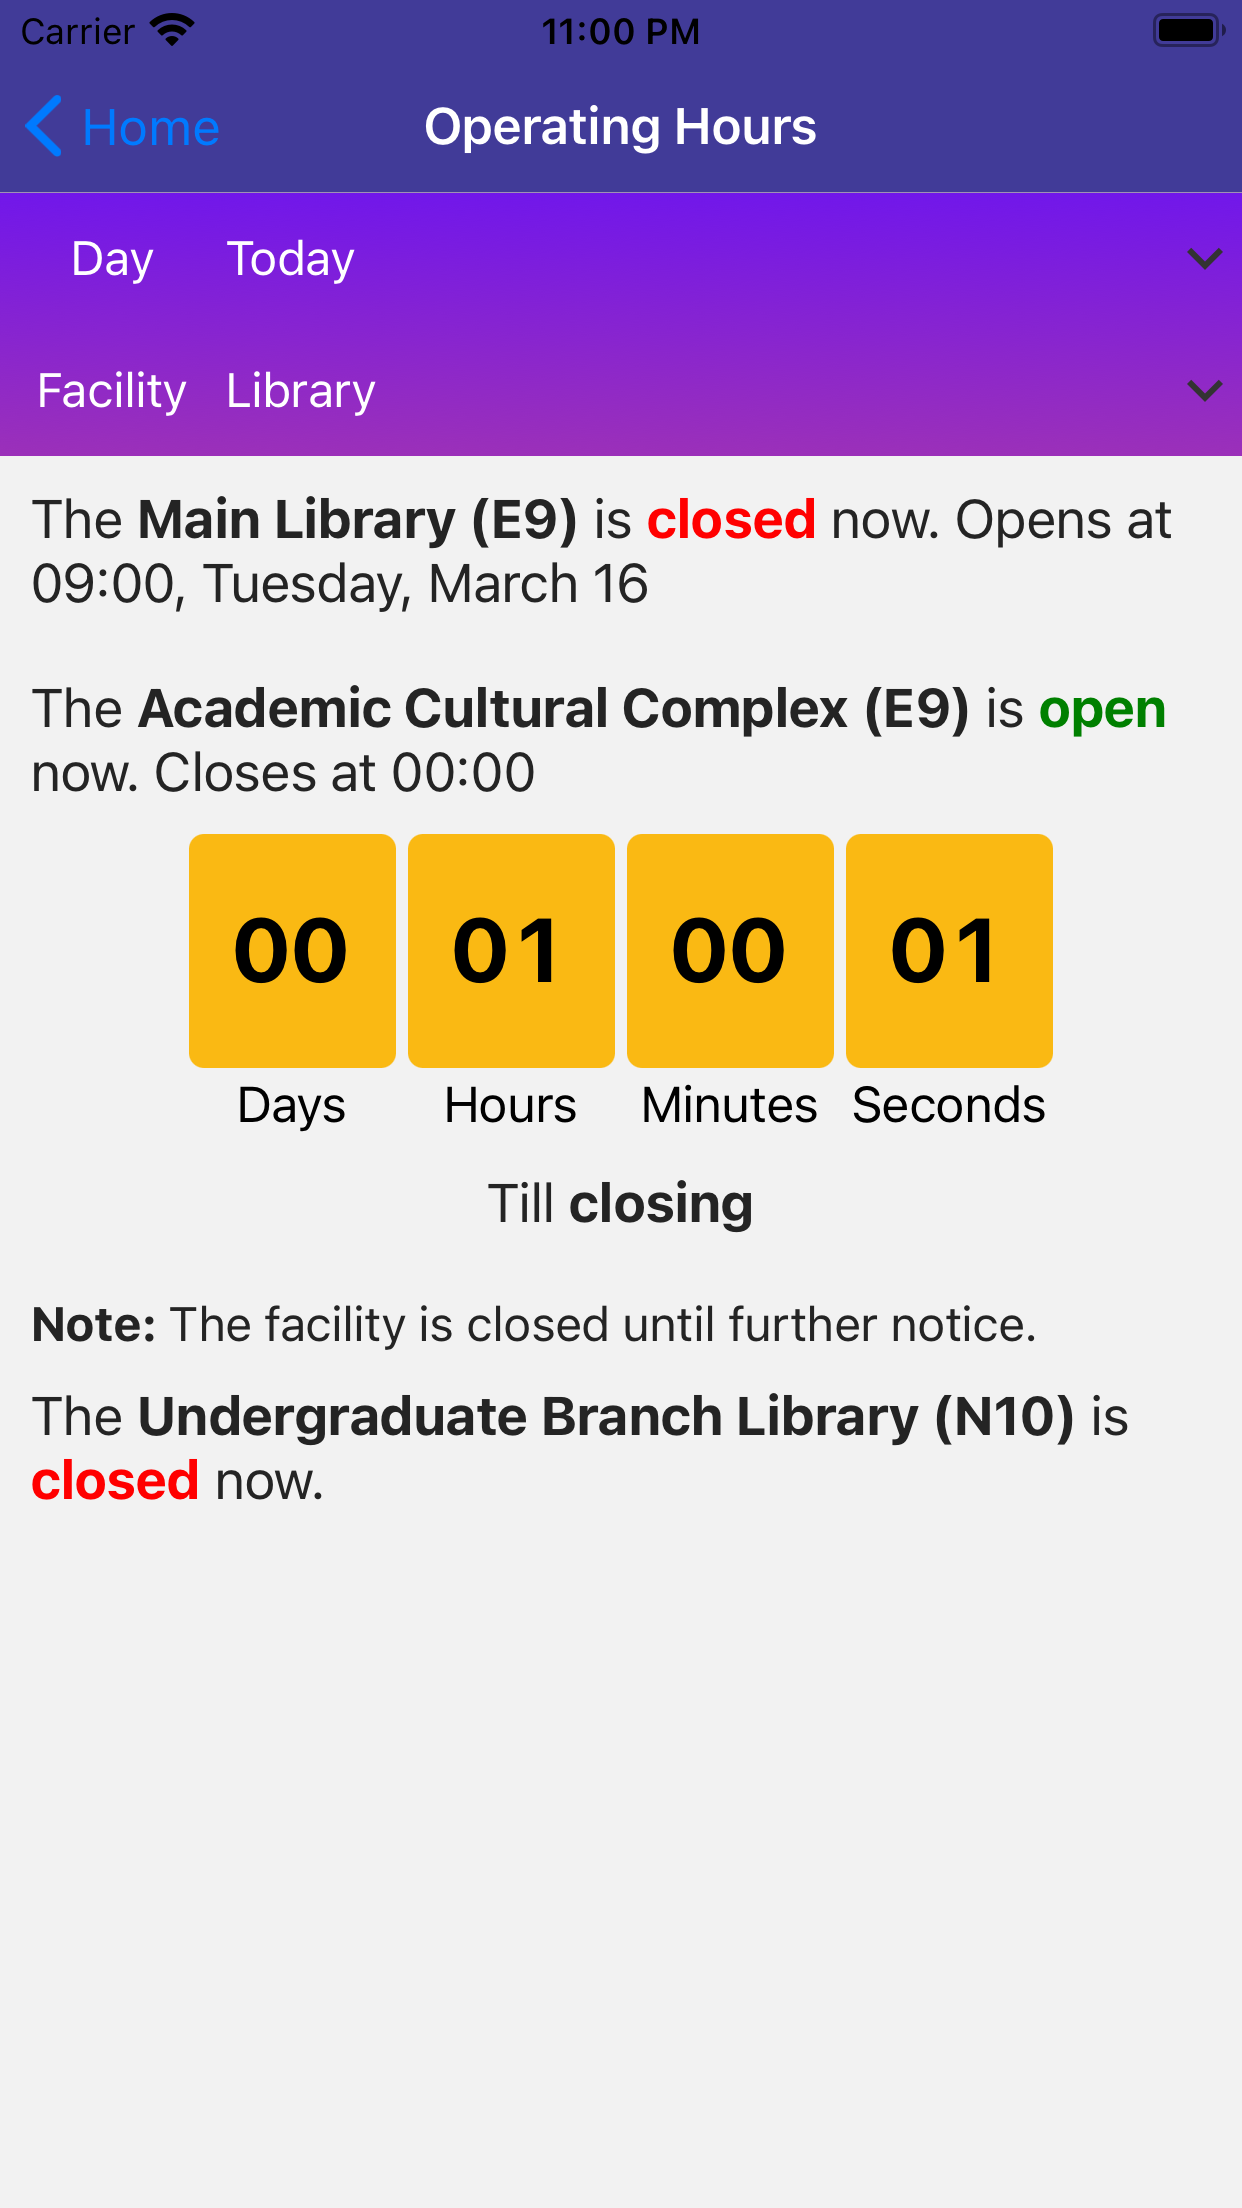 Carrier 11:00 PM
Home Operating Hours
Day Today
Facility Library
The Main Library (E9) is closed now. Opens at
09:00, Tuesday, March 16
The Academic Cultural Complex (E9) is open
now. Closes at 00:00
00 01 00 01
Days Hours Minutes Seconds
Till closing
Note: The facility is closed until further notice.
The Undergraduate Branch Library (N10) is
closed now.